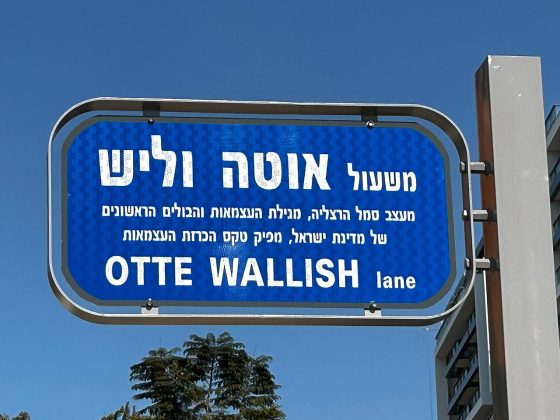 משעול אוטה וליש
מעצב סמל הרצליה, מגילת העצמאות והבולים הראשונים
של מדינת ישראל, מפיק טקס הכרזת העצמאות
OTTE WALLISH lane